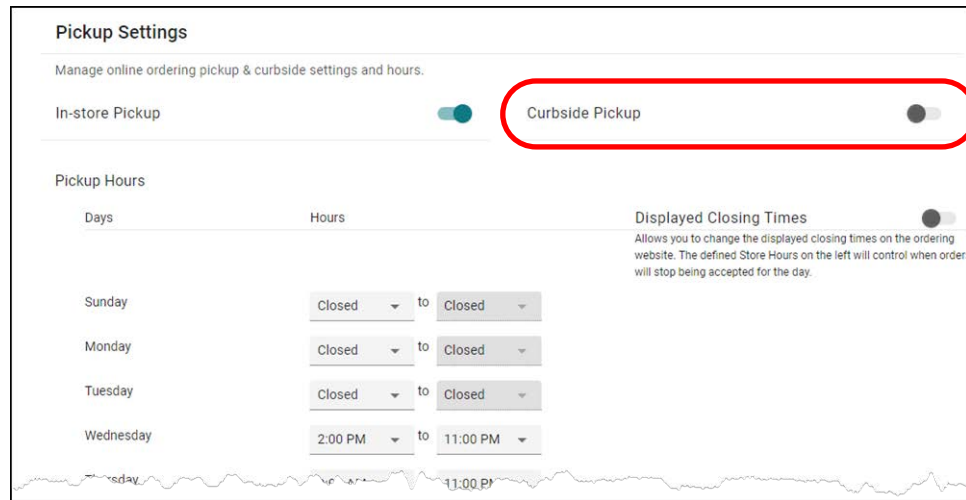 Pickup Settings
Manage online ordering pickup & curbside settings and hours.
In-store Pickup
Curbside Pickup
Pickup Hours
Days
Hours
Displayed Closing Times
Allows you to change the displayed closing times on the ordering
website. The defined Store Hours on the left will control when order
will stop being accepted for the day.
Sunday
Closed to Closed
Monday
Closed to Closed
Tuesday
Closed to Closed
Wednesday
2:00 PM to 11:00 PM
11:00 PM